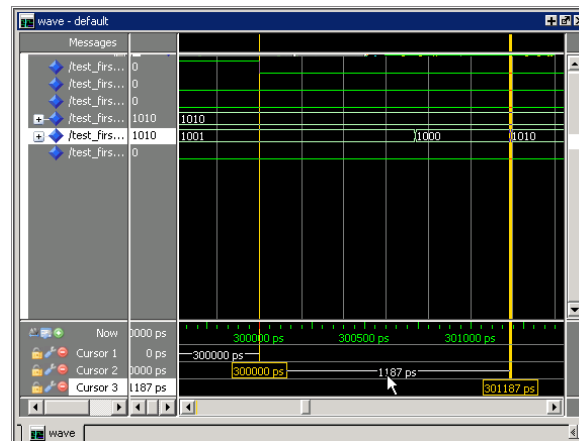 wave - default
Messages
/test_firs... 0
/test_firs... 0
/test_firs... 0
/test_firs... 1010 1010
/test_firs... 1010 1001 1000 1010
/test_firs... 0
Now 0000 ps 300000 ps 300500 ps 301000 ps
Cursor 1 0 ps 300000 ps
Cursor 2 0000 ps 300000 ps 1187 ps
Cursor 3 1187 ps 301187 ps
wave